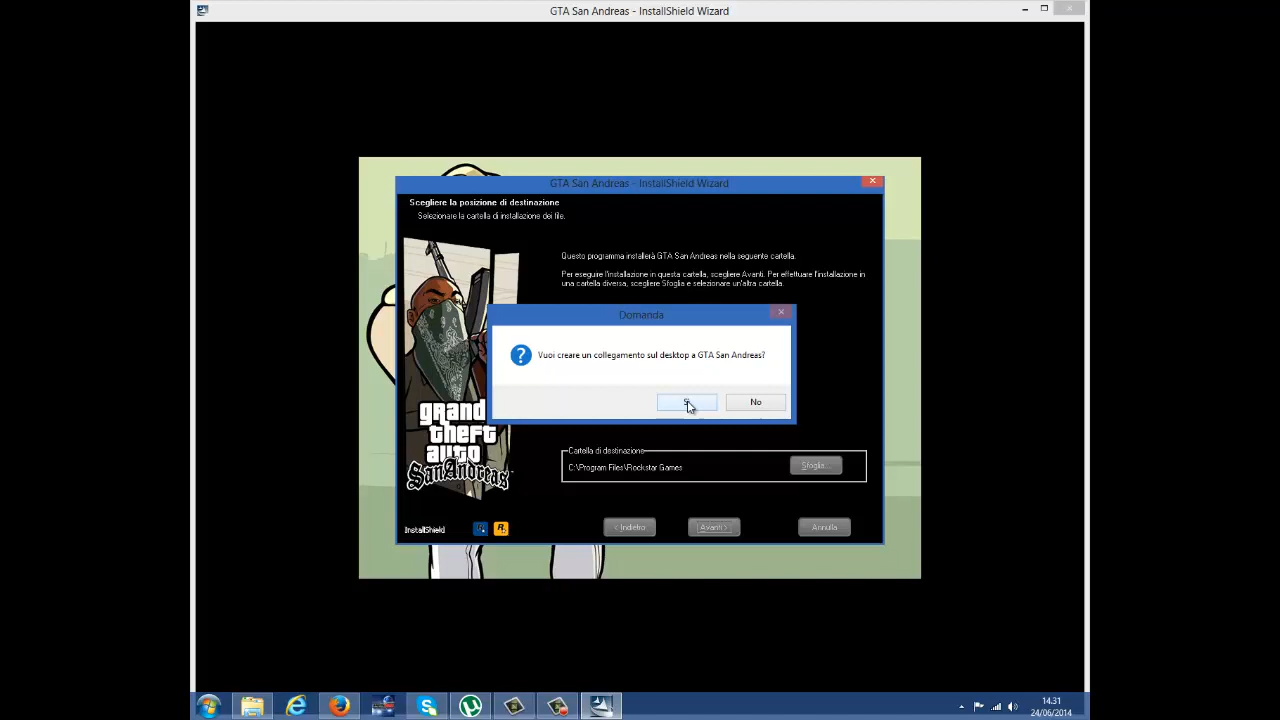 GTA San Andreas - InstallShield Wizard
GTA San Andreas - InstallShield Wizard
Scegliere la posizione di destinazione
Selezionare la cartella di installazione dei file.
Questo programma installerà GTA San Andreas nella seguente cartella.
Per eseguire l'installazione in questa cartella, scegliere Avanti. Per effettuare l'installazione in
una cartella diversa, scegliere Sfoglia e selezionare un'altra cartella.
Domanda
Vuoi creare un collegamento sul desktop a GTA San Andreas?
No
grand
theft
auto
San Andreas
Cartella di destinazione
C:\Program Files\Rockstar Games
Sfoglia...
InstallShield
< Indietro
Avanti >
Annulla
14.31
24/06/2014